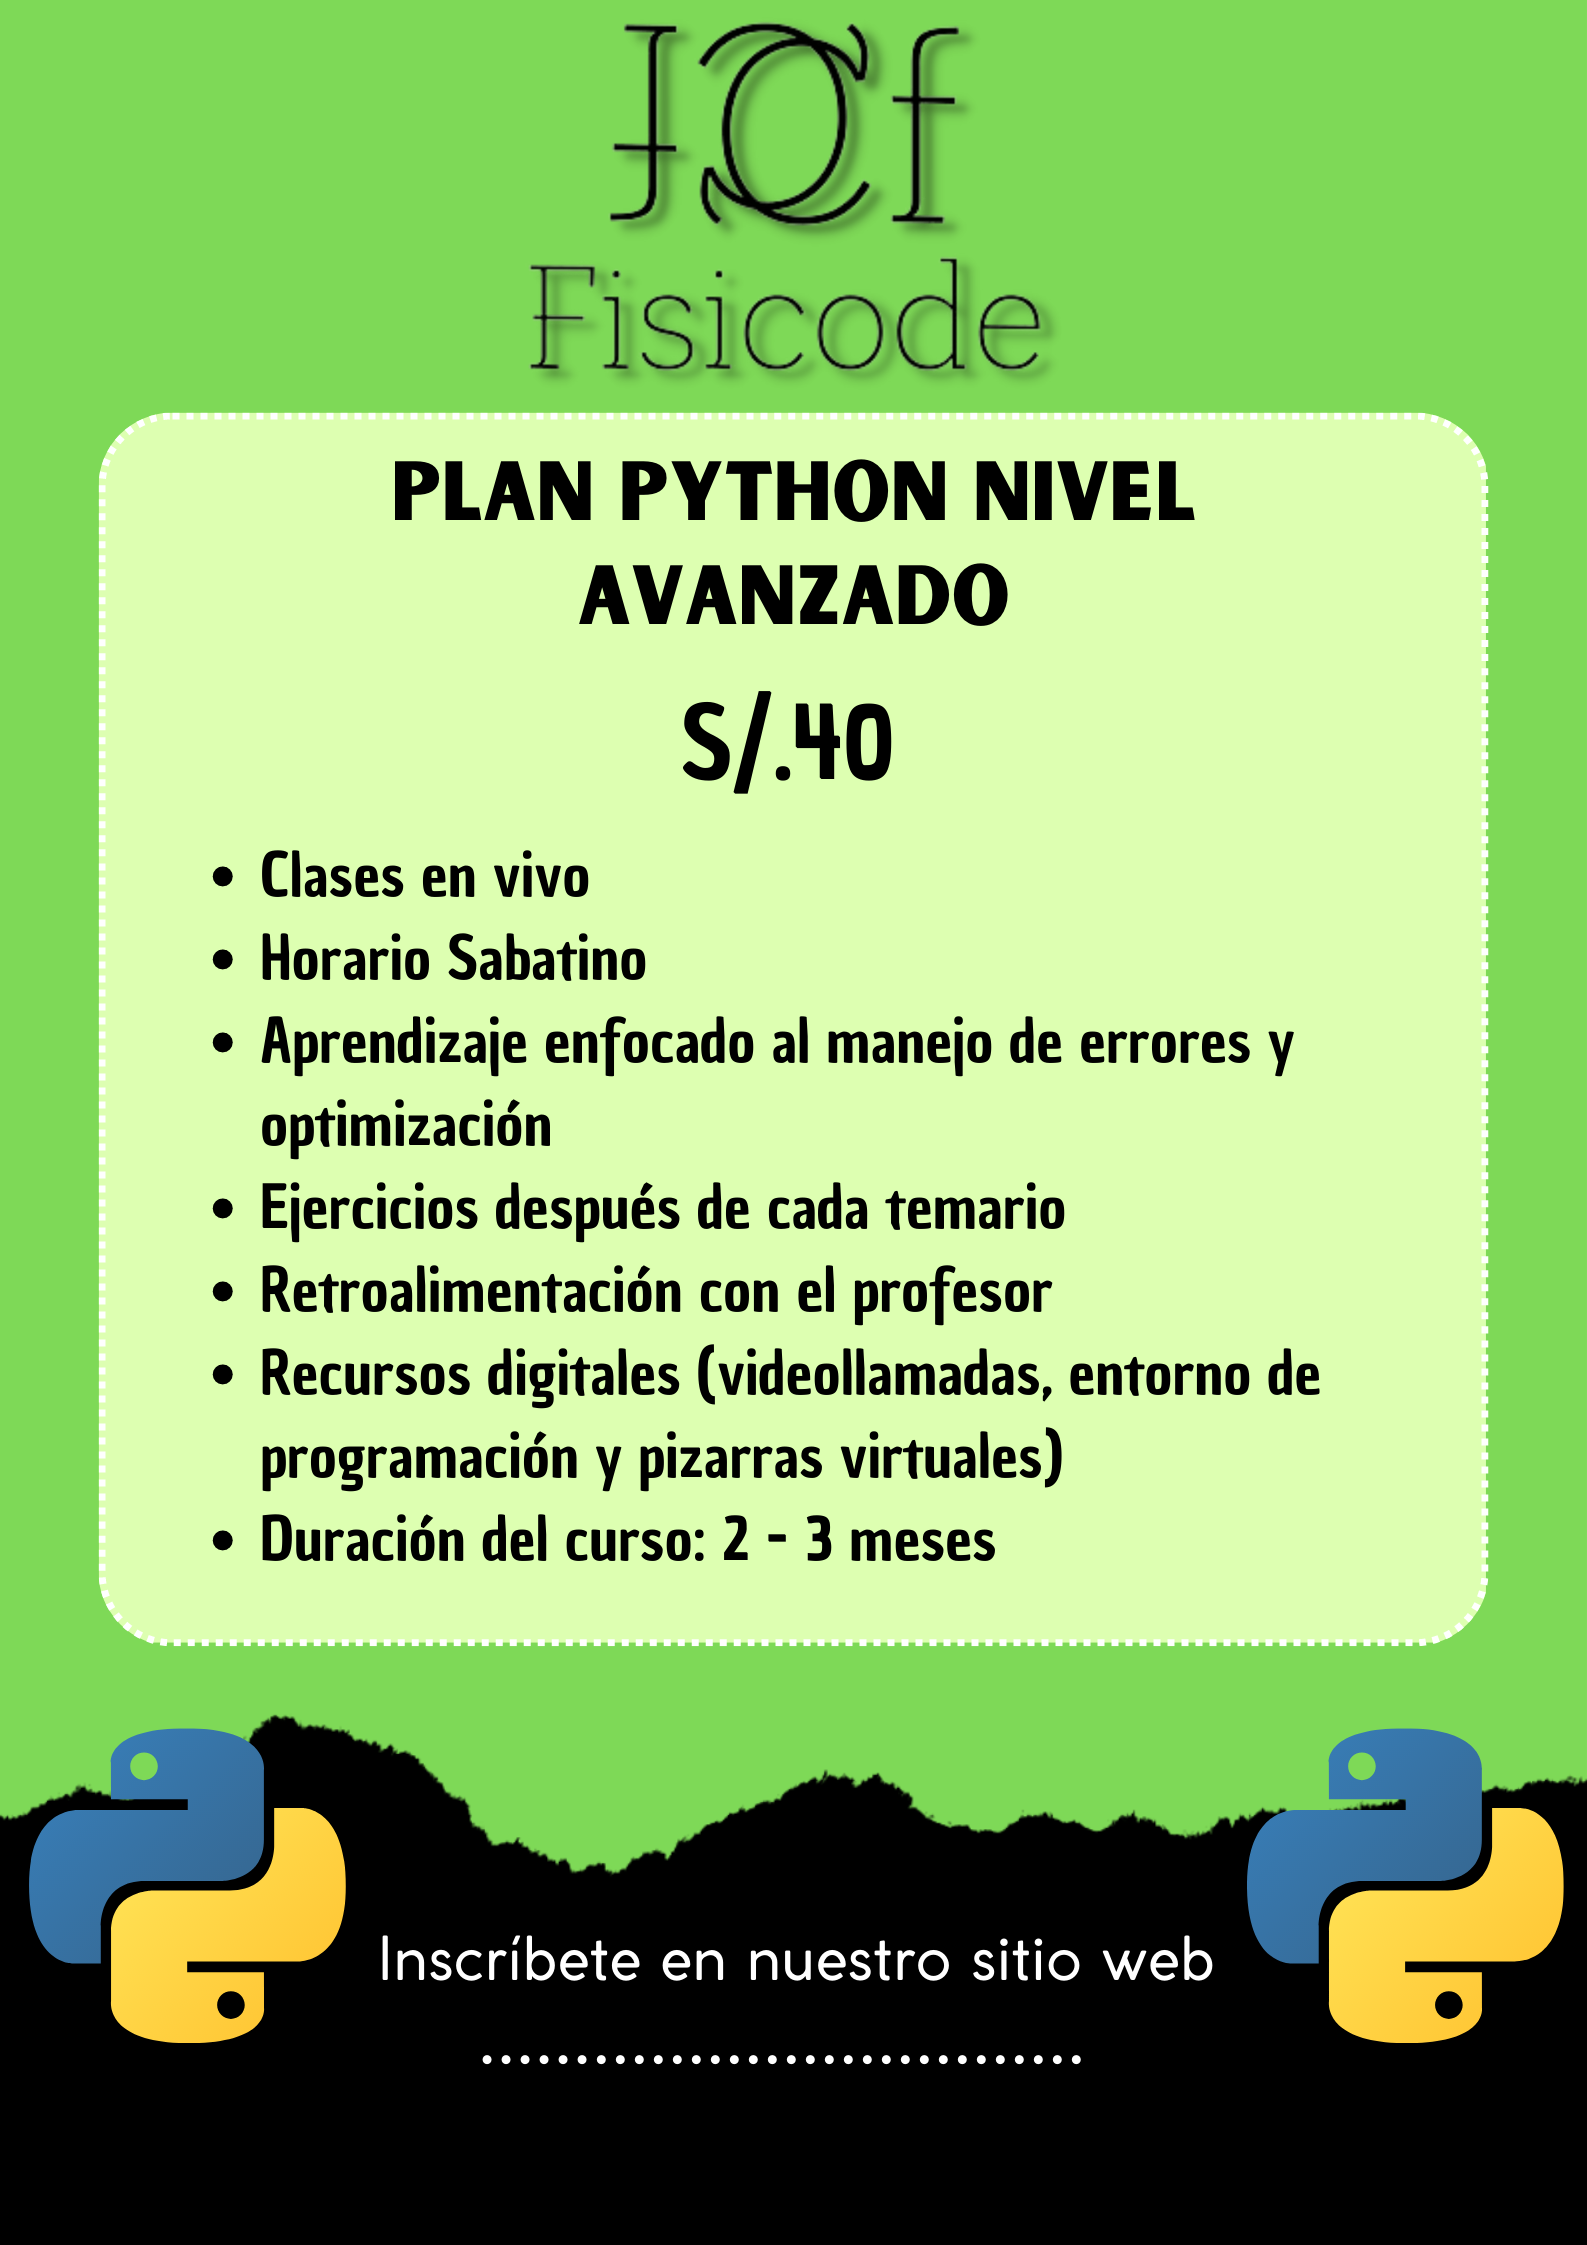 JCf
Fisicode
PLAN PYTHON NIVEL
AVANZADO
S/.40
• Clases en vivo
• Horario Sabatino
• Aprendizaje enfocado al manejo de errores y
optimización
• Ejercicios después de cada temario
• Retroalimentación con el profesor
• Recursos digitales (videollamadas, entorno de
programación y pizarras virtuales)
• Duración del curso: 2 - 3 meses
Inscríbete en nuestro sitio web